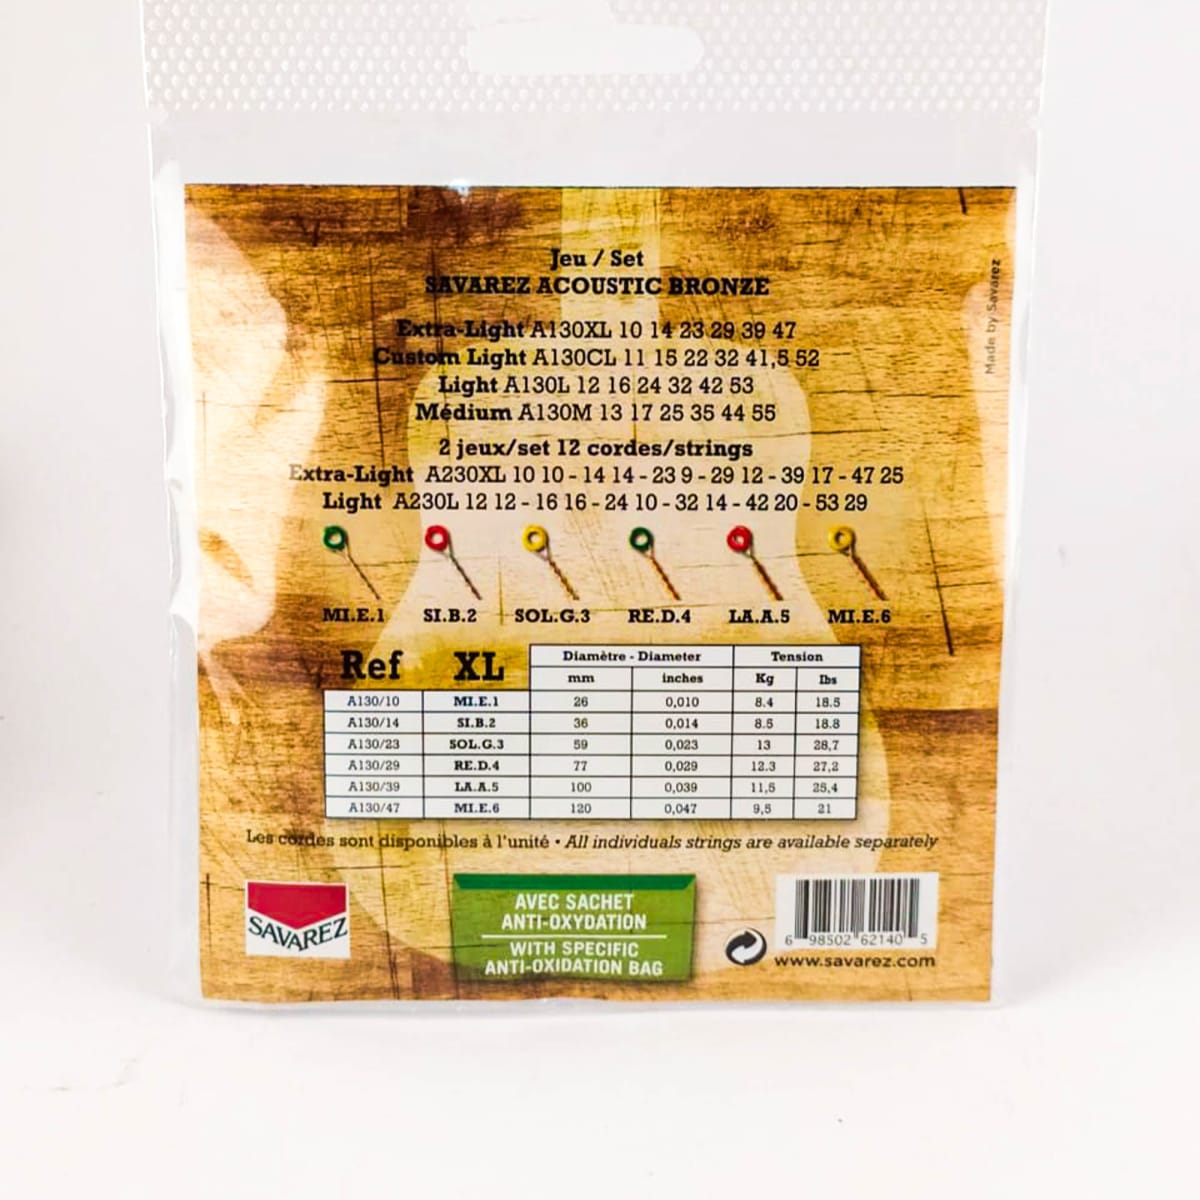 Jeu / Set
SAVAREZ ACOUSTIC BRONZE
Extra-Light A130XL 10 14 23 29 39 47
Custom Light A130CL 11 15 22 32 41,5 52
Light A130L 12 16 24 32 42 53
Médium A130M 13 17 25 35 44 55
2 jeux/set 12 cordes/strings
Extra-Light A230XL 10 10 - 14 14 - 23 9 - 29 12 - 39 17 - 47 25
Light A230L 12 12 - 16 16 - 24 10 - 32 14 - 42 20 - 53 29
MI.E.1 SI.B.2 SOL.G.3 RE.D.4 LA.A.5 MI.E.6
Ref XL Diamètre - Diameter Tension
mm inches Kg lbs
A130/10 MI.E.1 26 0,010 8.4 18.5
A130/14 SI.B.2 36 0,014 8.5 18.8
A130/23 SOL.G.3 59 0,023 13 28,7
A130/29 RE.D.4 77 0,029 12.3 27,2
A130/39 LA.A.5 100 0,039 11,5 25,4
A130/47 MI.E.6 120 0,047 9,5 21
Les cordes sont disponibles à l'unité • All individuals strings are available separately
SAVAREZ
AVEC SACHET
ANTI-OXYDATION
WITH SPECIFIC
ANTI-OXIDATION BAG
6 98502 62140 5
www.savarez.com
Made by Savarez